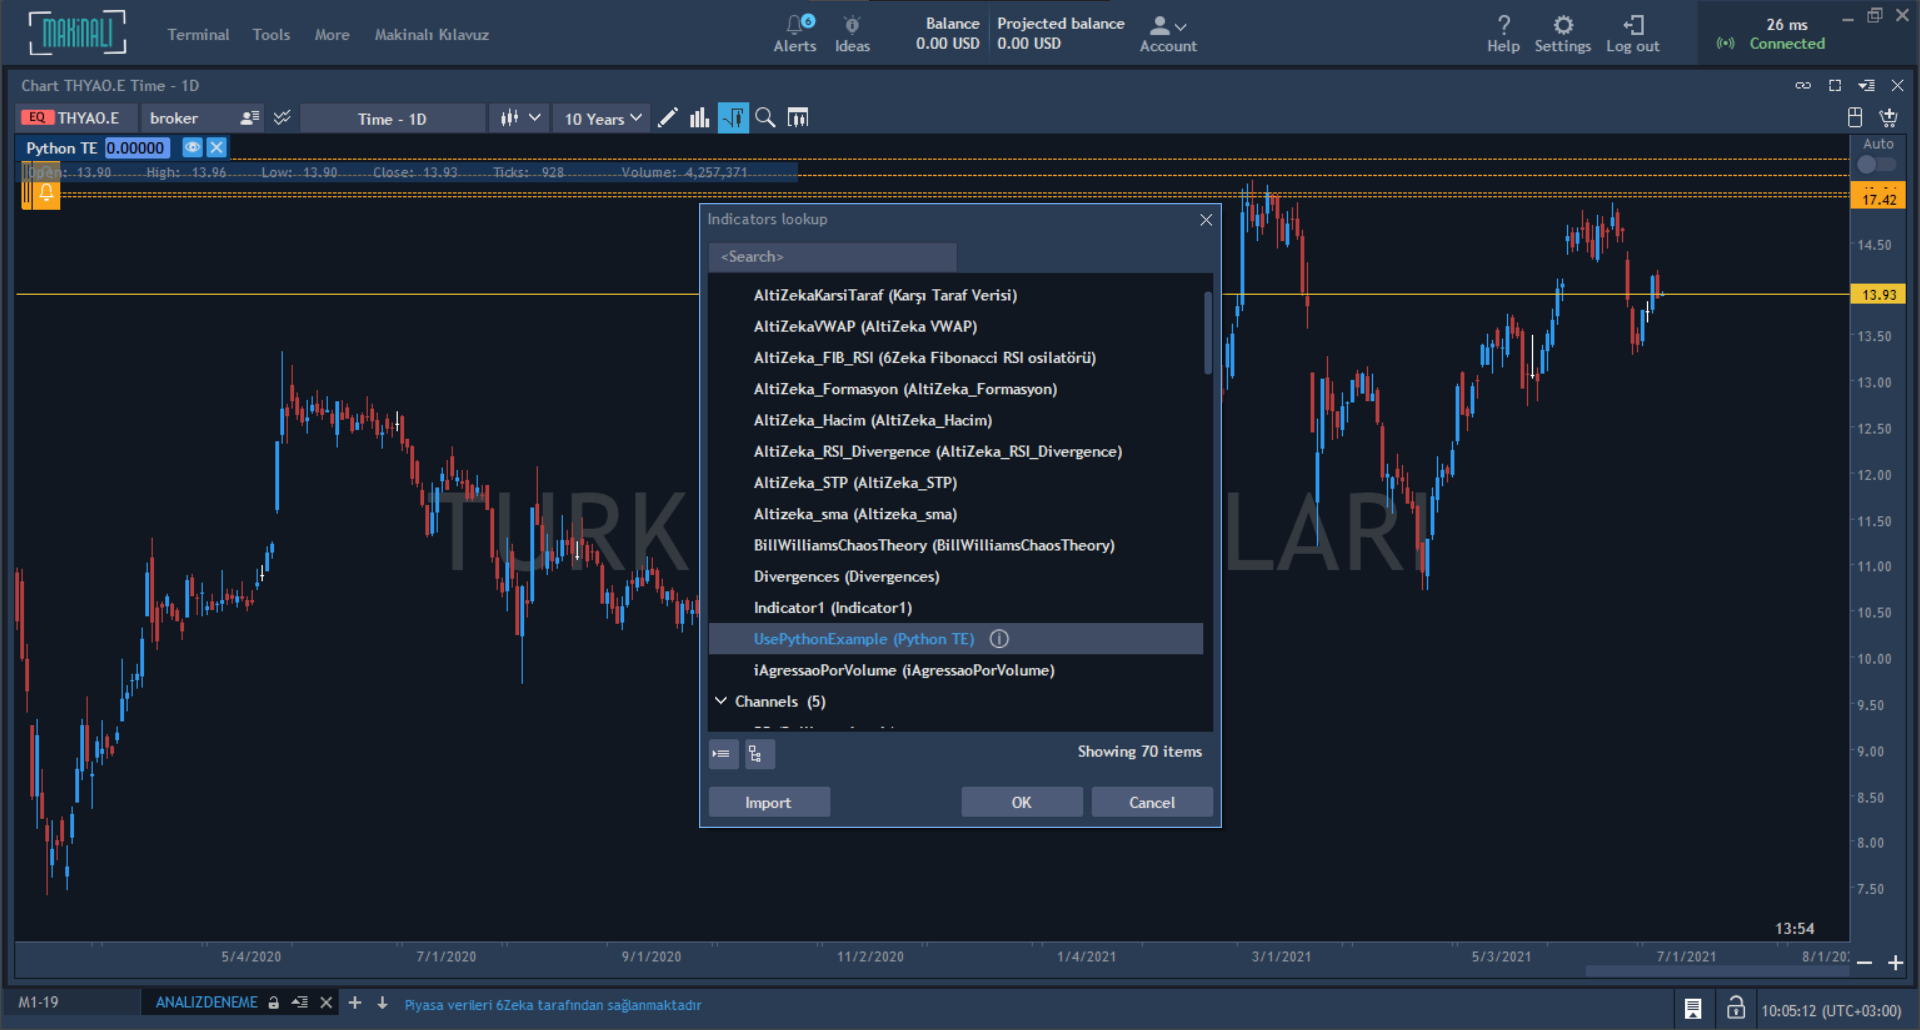 MAKiNALI
Terminal Tools More Makinalı Kılavuz
6
Alerts Ideas
Balance
0.00 USD
Projected balance
0.00 USD
Account
Help Settings Log out
26 ms
Connected
Chart THYAO.E Time - 1D
EQ THYAO.E broker Time - 1D 10 Years
Python TE 0.00000
Open: 13.90 High: 13.96 Low: 13.90 Close: 13.93 Ticks: 928 Volume: 4,257,371
Auto
17.42
14.50
13.93
13.50
13.00
12.50
12.00
11.50
11.00
10.50
10.00
9.50
9.00
8.50
8.00
7.50
TURK LARI
Indicators lookup
<Search>
AltiZekaKarsiTaraf (Karşı Taraf Verisi)
AltiZekaVWAP (AltiZeka VWAP)
AltiZeka_FIB_RSI (6Zeka Fibonacci RSI osilatörü)
AltiZeka_Formasyon (AltiZeka_Formasyon)
AltiZeka_Hacim (AltiZeka_Hacim)
AltiZeka_RSI_Divergence (AltiZeka_RSI_Divergence)
AltiZeka_STP (AltiZeka_STP)
Altizeka_sma (Altizeka_sma)
BillWilliamsChaosTheory (BillWilliamsChaosTheory)
Divergences (Divergences)
Indicator1 (Indicator1)
UsePythonExample (Python TE)
iAgressaoPorVolume (iAgressaoPorVolume)
Channels (5)
Showing 70 items
Import OK Cancel
13:54
5/4/2020 7/1/2020 9/1/2020 11/2/2020 1/4/2021 3/1/2021 5/3/2021 7/1/2021 8/1/20
M1-19 ANALIZDENEME Piyasa verileri 6Zeka tarafından sağlanmaktadır
10:05:12 (UTC+03:00)